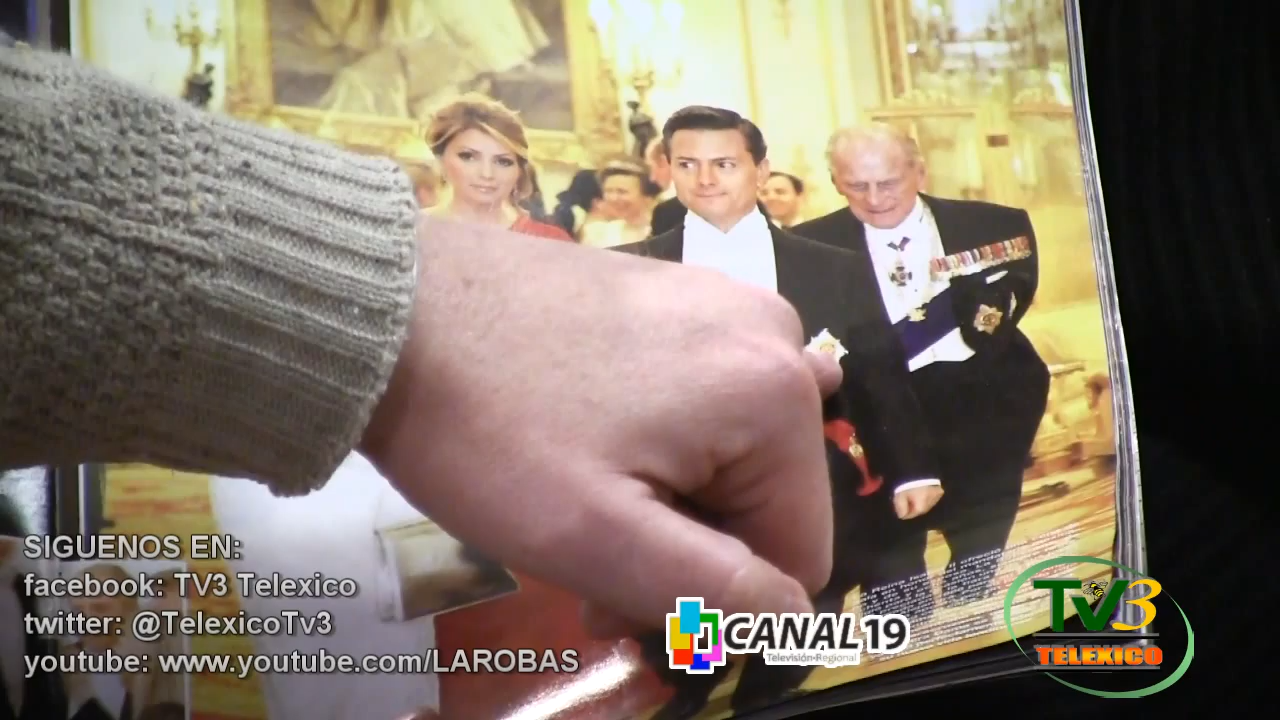 SIGUENOS EN:
facebook: TV3 Telexico
twitter: @TelexicoTv3
youtube: www.youtube.com/LAROBAS
CANAL19
Televisión Regional
TV3
TELEXICO